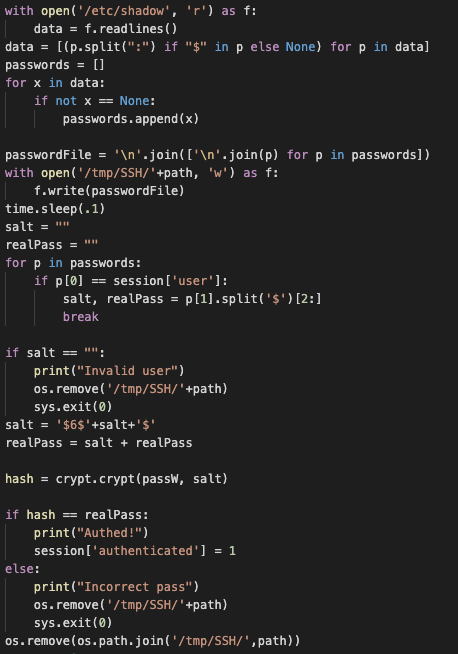 with open('/etc/shadow', 'r') as f:
    data = f.readlines()
data = [(p.split(":") if "$" in p else None) for p in data]
passwords = []
for x in data:
    if not x == None:
        passwords.append(x)

passwordFile = '\n'.join(['\n'.join(p) for p in passwords])
with open('/tmp/SSH/'+path, 'w') as f:
    f.write(passwordFile)
time.sleep(.1)
salt = ""
realPass = ""
for p in passwords:
    if p[0] == session['user']:
        salt, realPass = p[1].split('$')[2:]
        break

if salt == "":
    print("Invalid user")
    os.remove('/tmp/SSH/'+path)
    sys.exit(0)
salt = '$6$'+salt+'$'
realPass = salt + realPass

hash = crypt.crypt(passW, salt)

if hash == realPass:
    print("Authed!")
    session['authenticated'] = 1
else:
    print("Incorrect pass")
    os.remove('/tmp/SSH/'+path)
    sys.exit(0)
os.remove(os.path.join('/tmp/SSH/',path))